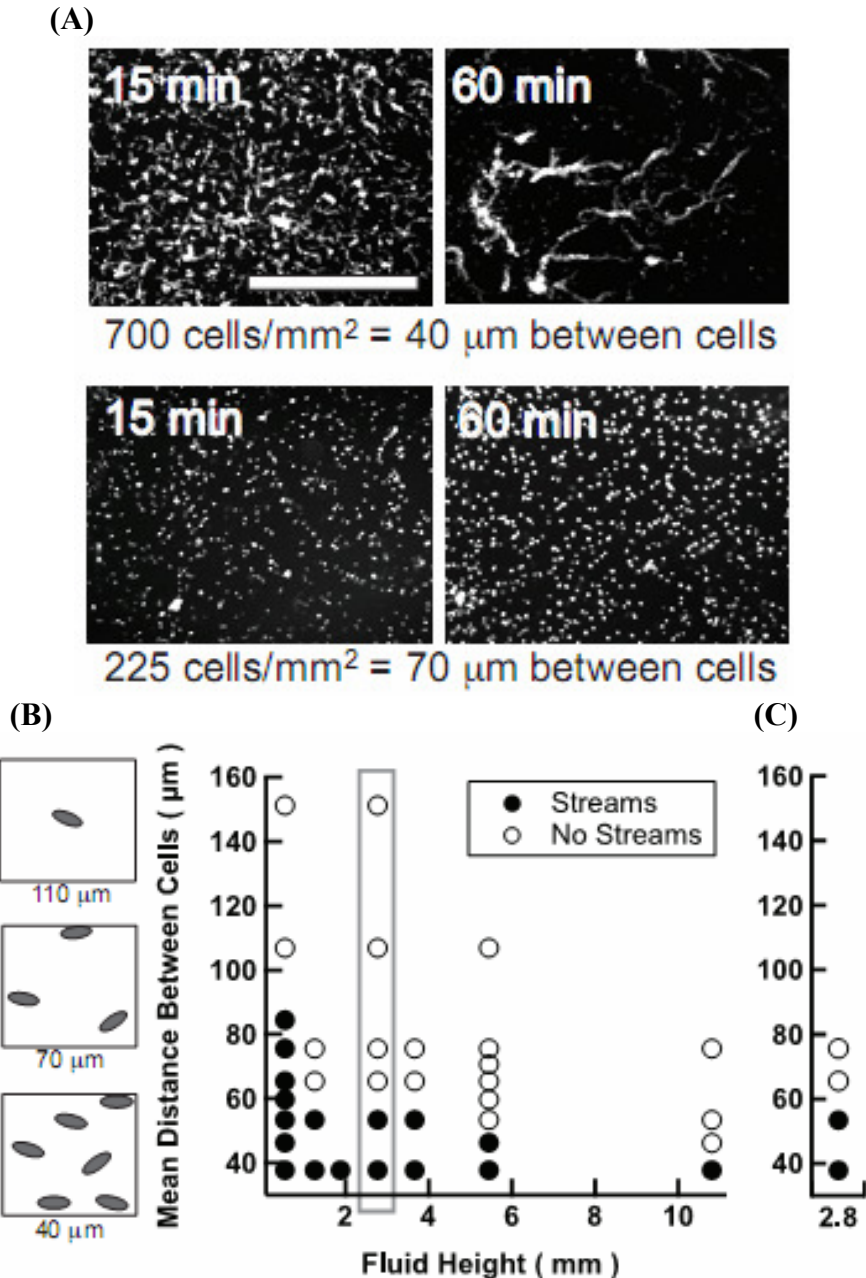 (A)
15 min
60 min
700 cells/mm² = 40 μm between cells
15 min
60 min
225 cells/mm² = 70 μm between cells
(B)
110 μm
70 μm
40 μm
Mean Distance Between Cells ( μm )
160
140
120
100
80
60
40
Streams
No Streams
2
4
6
8
10
Fluid Height ( mm )
(C)
160
140
120
100
80
60
40
2.8